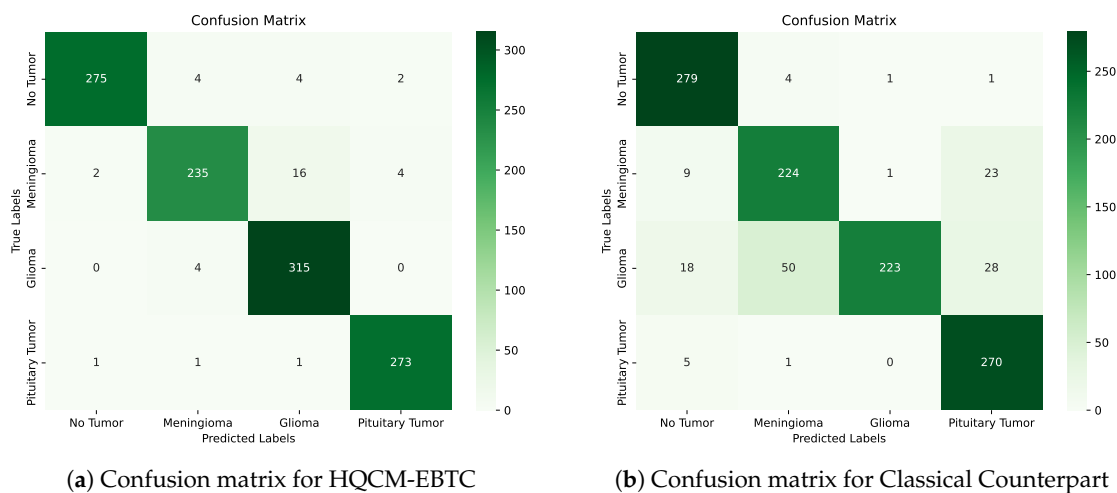 Confusion Matrix
No Tumor 275 4 4 2
Meningioma 2 235 16 4
Glioma 0 4 315 0
Pituitary Tumor 1 1 1 273
True Labels
No Tumor Meningioma Glioma Pituitary Tumor
Predicted Labels
300
250
200
150
100
50
0
(a) Confusion matrix for HQCM-EBTC
Confusion Matrix
No Tumor 279 4 1 1
Meningioma 9 224 1 23
Glioma 18 50 223 28
Pituitary Tumor 5 1 0 270
True Labels
No Tumor Meningioma Glioma Pituitary Tumor
Predicted Labels
250
200
150
100
50
0
(b) Confusion matrix for Classical Counterpart